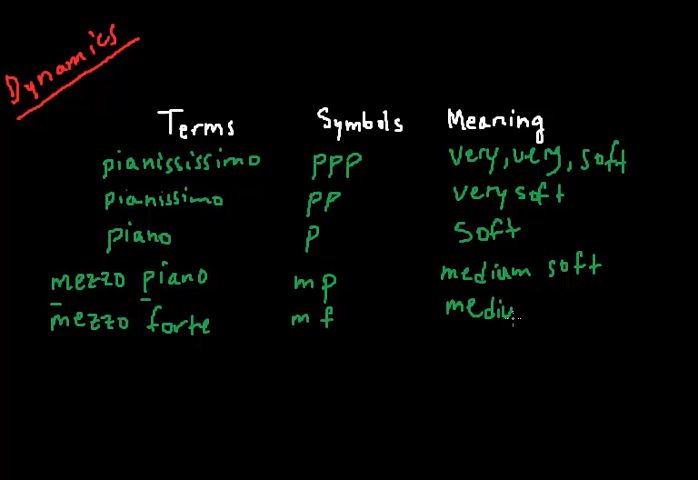 Dynamics
Terms Symbols Meaning
pianississimo ppp very, very, soft
pianissimo pp very soft
piano p soft
mezzo piano mp medium soft
mezzo forte mf mediu